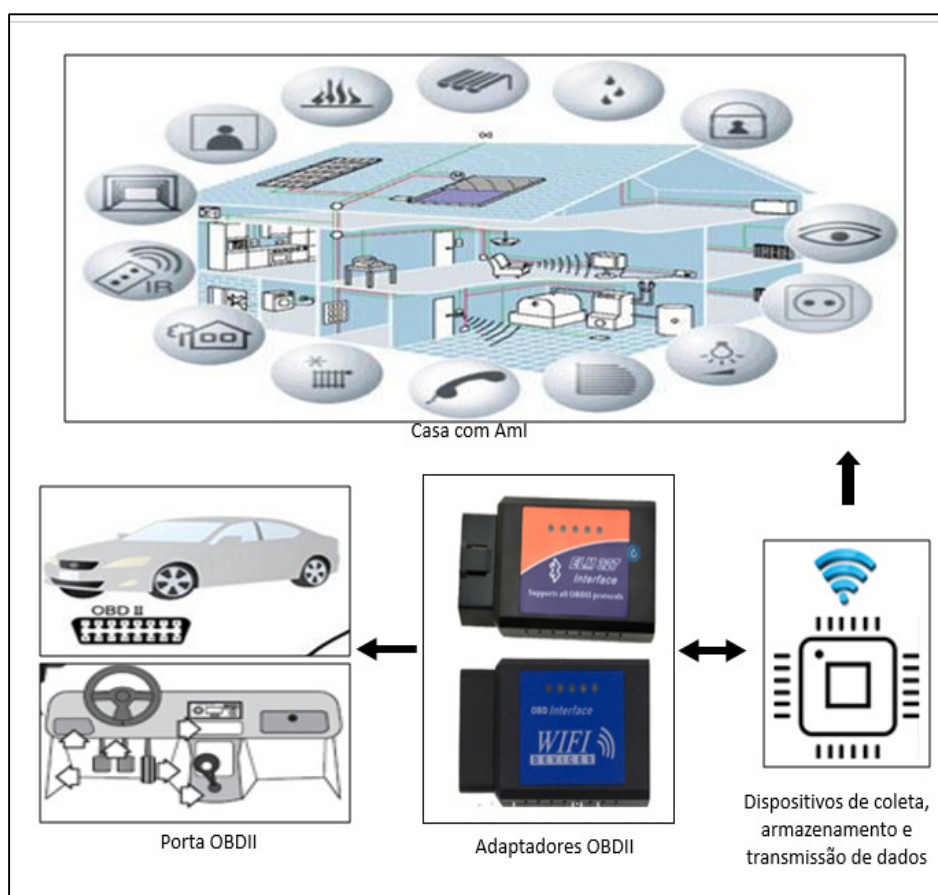 IR
Casa com AmI
OBD II
Porta OBDII
ELM 327
Interface
Supports all OBDII protocols
OBD Interface
WIFI
DEVICES
Adaptadores OBDII
Dispositivos de coleta,
armazenamento e
transmissão de dados